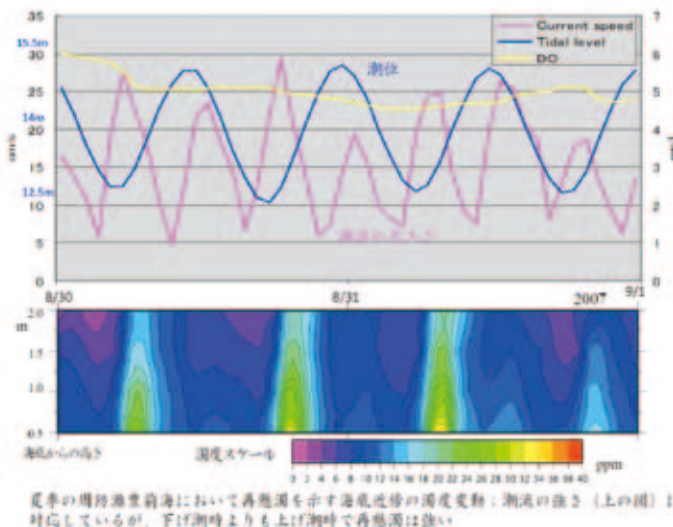 35
7
Current speed
Tidal level
DO
15.5m
30
6
潮位
25
5
14m
20
4
cm/s
15
3
12.5m
10
2
潮流の大きさ
5
1
0
0
8/30
8/31
2007
9/1
m
2.0
1.5
1.0
0.5
海底からの高さ
濁度スケール
ppm
0 2 4 6 8 10 12 14 16 18 20 22 24 26 28 30 32 34 36 38 40
夏季の周防灘豊前海において再懸濁を示す海底近傍の濁度変動:潮流の強さ(上の図)に
対応しているが、下げ潮時よりも上げ潮時で再懸濁は強い